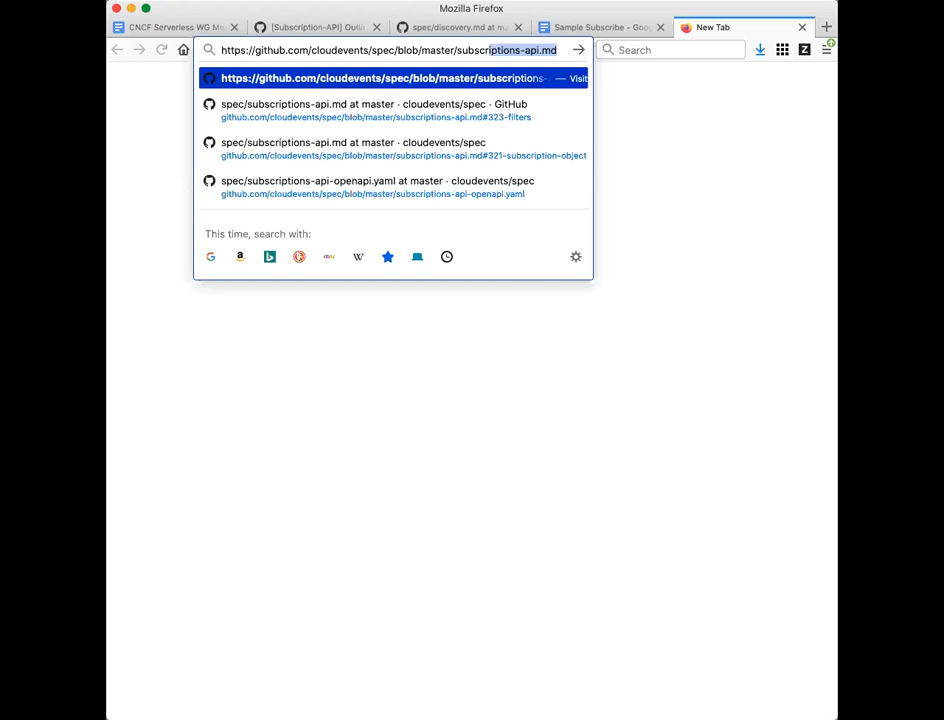 Mozilla Firefox
CNCF Serverless WG Me
[Subscription-API] Outli
spec/discovery.md at ma
Sample Subscribe - Goo
New Tab
https://github.com/cloudevents/spec/blob/master/subscriptions-api.md
Search
https://github.com/cloudevents/spec/blob/master/subscriptions- — Visit
spec/subscriptions-api.md at master · cloudevents/spec · GitHub
github.com/cloudevents/spec/blob/master/subscriptions-api.md#323-filters
spec/subscriptions-api.md at master · cloudevents/spec
github.com/cloudevents/spec/blob/master/subscriptions-api.md#321-subscription-object
spec/subscriptions-api-openapi.yaml at master · cloudevents/spec
github.com/cloudevents/spec/blob/master/subscriptions-api-openapi.yaml
This time, search with: